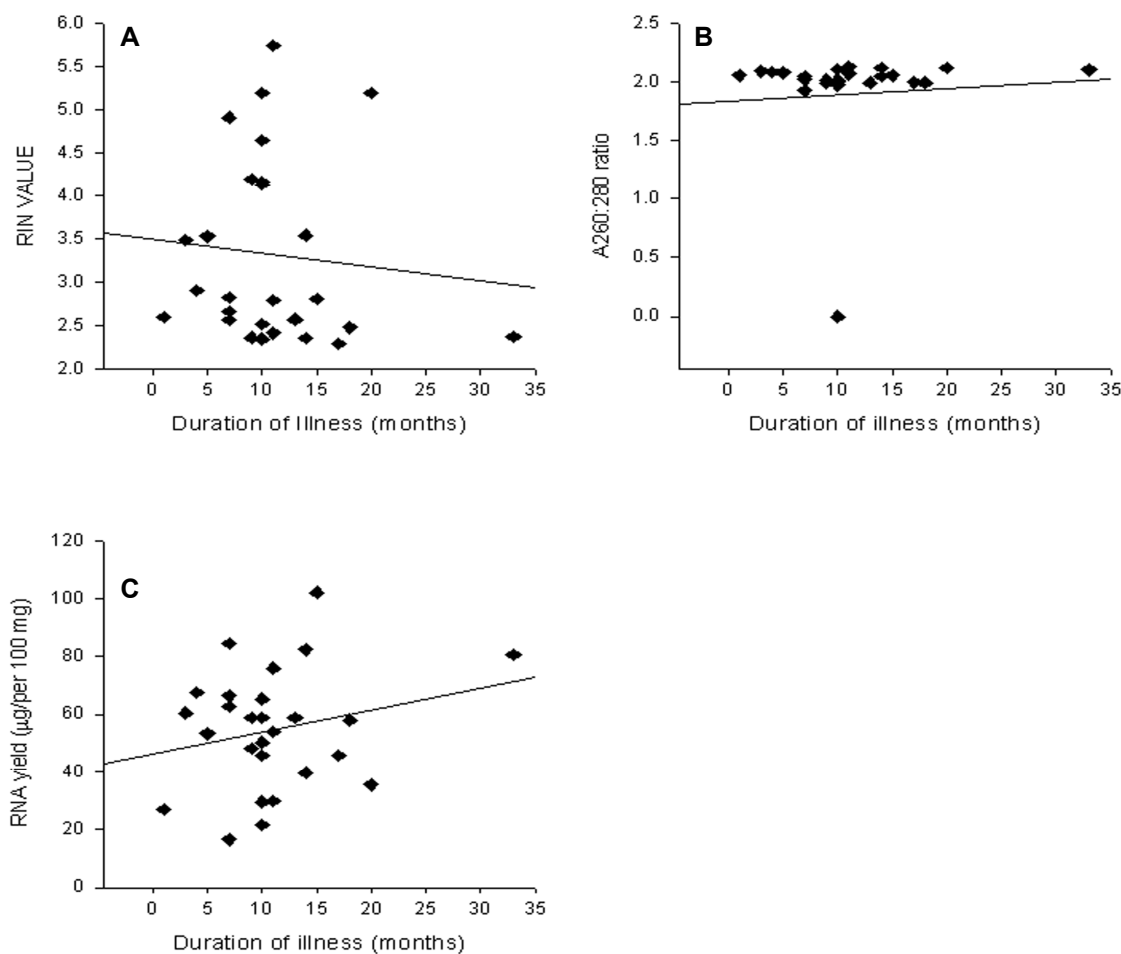 A
RIN VALUE
6.0
5.5
5.0
4.5
4.0
3.5
3.0
2.5
2.0
0 5 10 15 20 25 30 35
Duration of Illness (months)
B
A260:280 ratio
2.5
2.0
1.5
1.0
0.5
0.0
0 5 10 15 20 25 30 35
Duration of illness (months)
C
RNA yield (µg/per 100 mg)
120
100
80
60
40
20
0
0 5 10 15 20 25 30 35
Duration of illness (months)